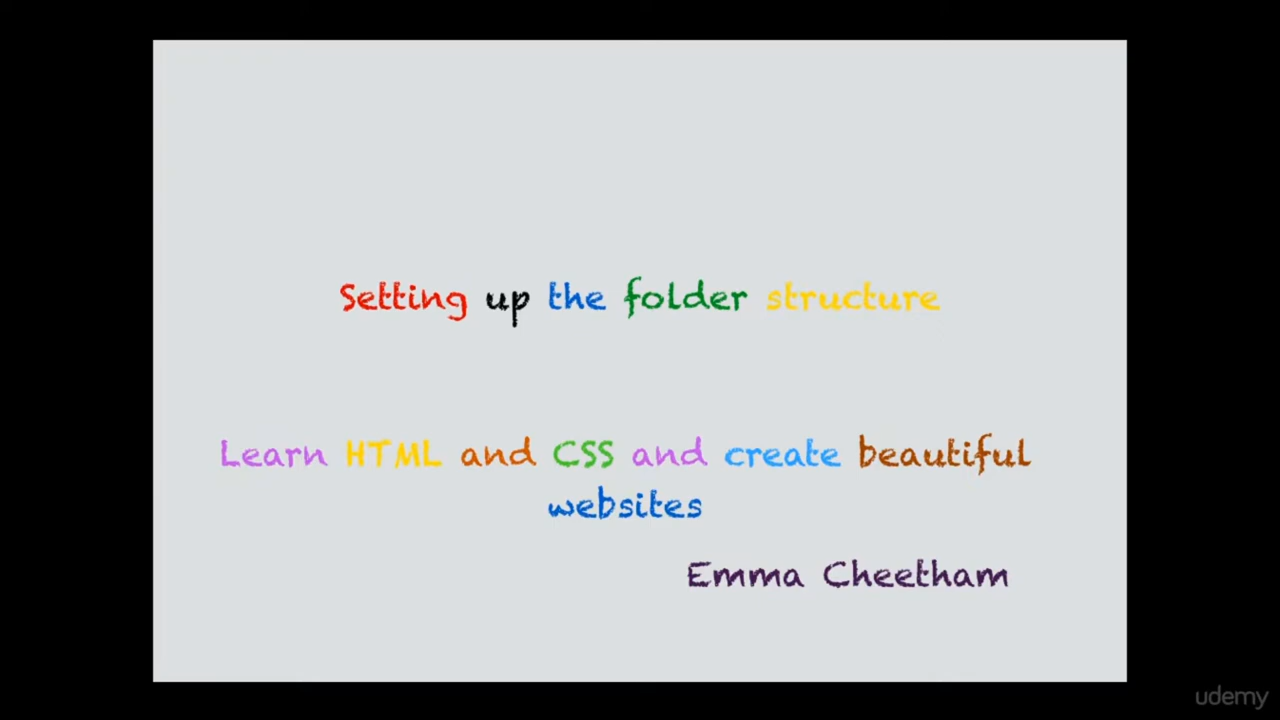 Setting up the folder structure
Learn HTML and CSS and create beautiful
websites
Emma Cheetham
udemy